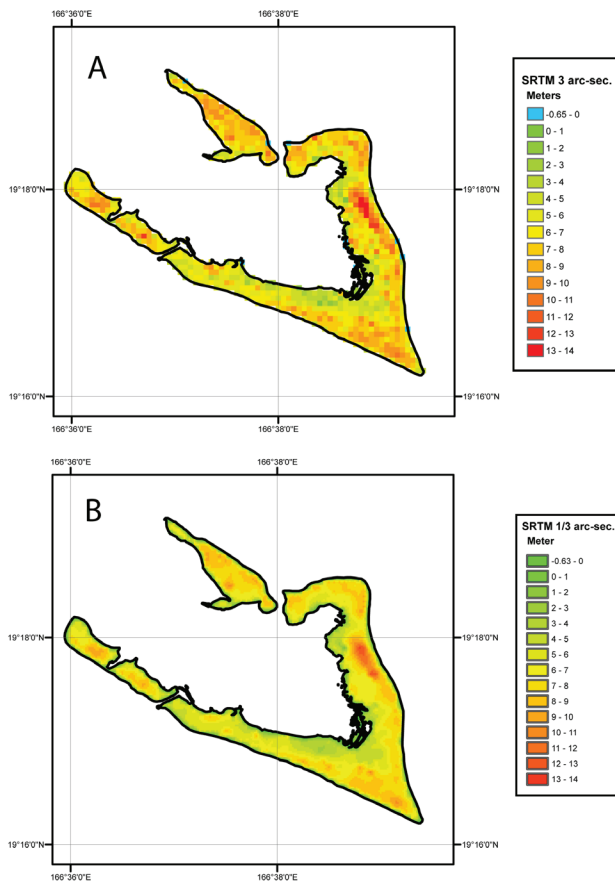 166°36'0"E 166°38'0"E
A
19°18'0"N 19°18'0"N
19°16'0"N 19°16'0"N
166°36'0"E 166°38'0"E
SRTM 3 arc-sec.
Meters
-0.65 - 0
0 - 1
1 - 2
2 - 3
3 - 4
4 - 5
5 - 6
6 - 7
7 - 8
8 - 9
9 - 10
10 - 11
11 - 12
12 - 13
13 - 14
166°36'0"E 166°38'0"E
B
19°18'0"N 19°18'0"N
19°16'0"N 19°16'0"N
166°36'0"E 166°38'0"E
SRTM 1/3 arc-sec.
Meter
-0.63 - 0
0 - 1
1 - 2
2 - 3
3 - 4
4 - 5
5 - 6
6 - 7
7 - 8
8 - 9
9 - 10
10 - 11
11 - 12
12 - 13
13 - 14